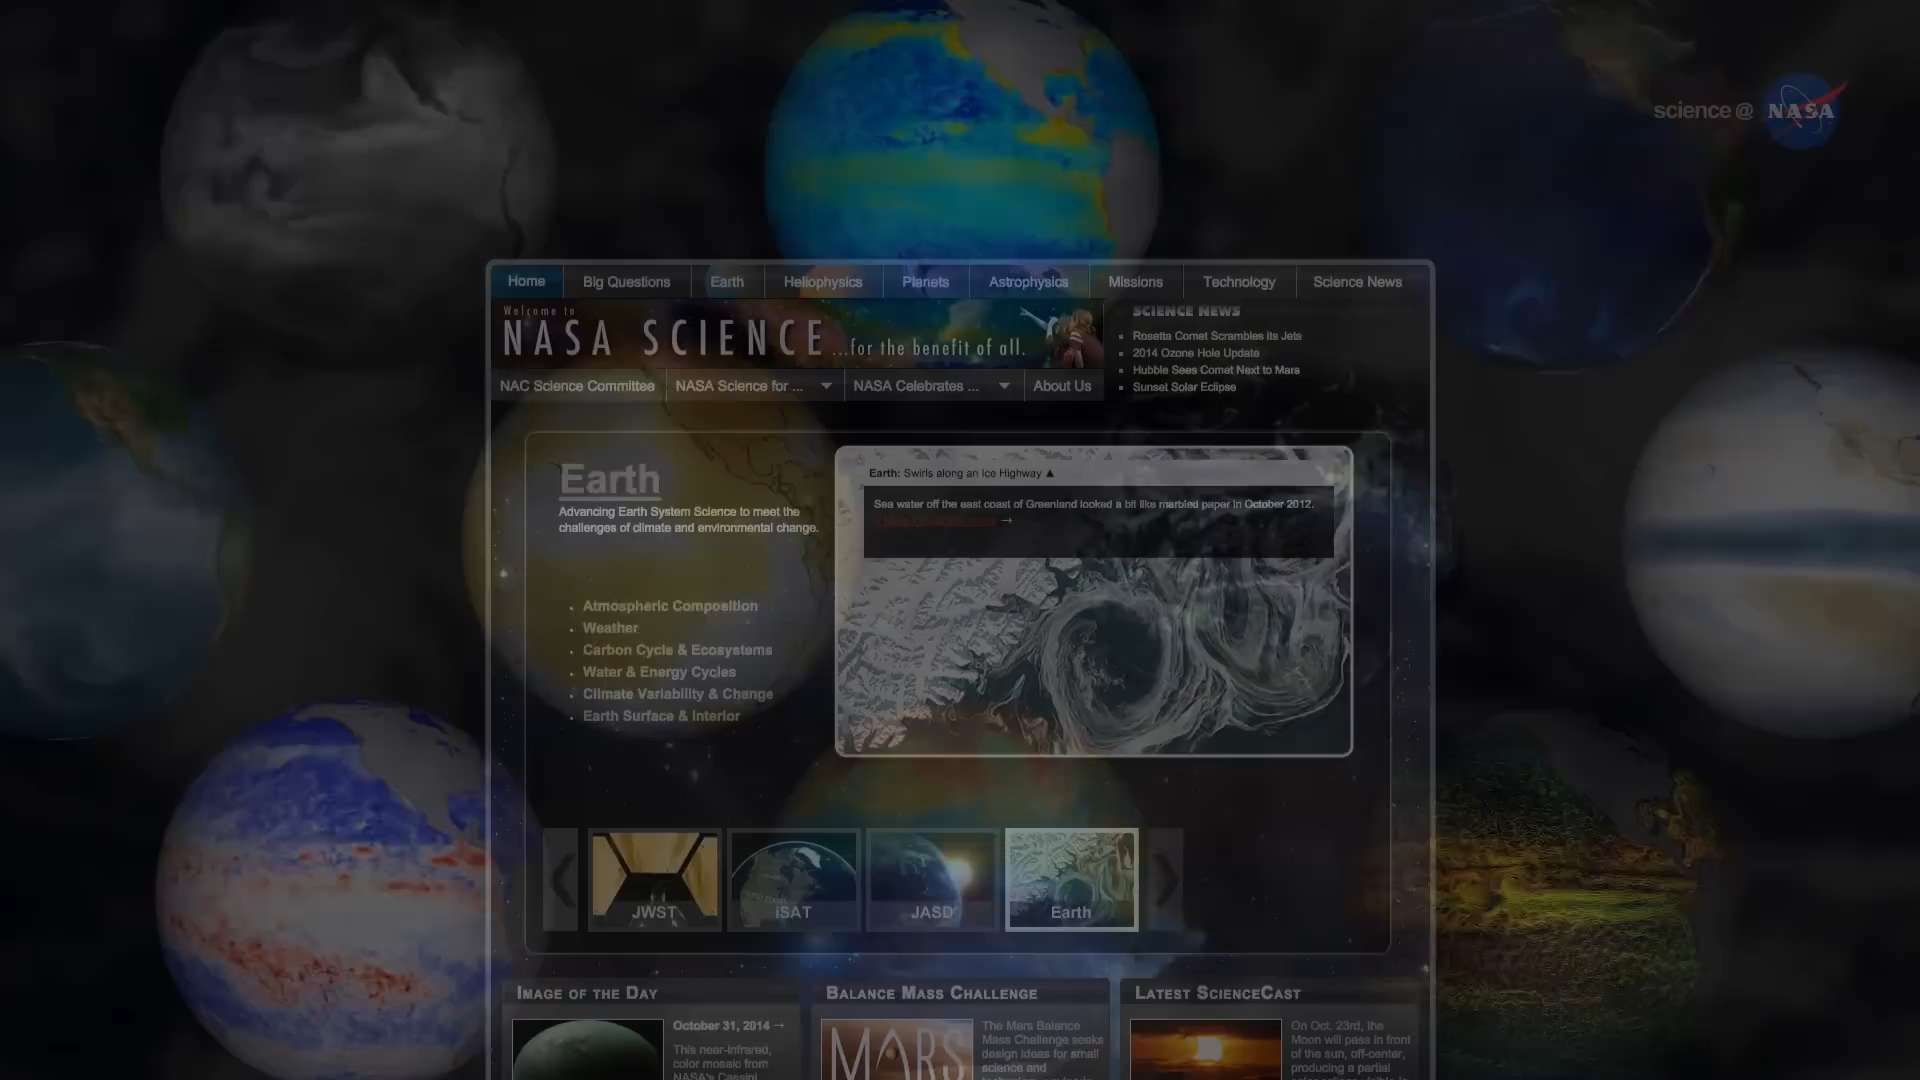 science @ NASA
Home Big Questions Earth Heliophysics Planets Astrophysics Missions Technology Science News
Welcome to
NASA SCIENCE ...for the benefit of all.
SCIENCE NEWS
Rosetta Comet Scrambles its Jets
2014 Ozone Hole Update
Hubble Sees Comet Next to Mars
Sunset Solar Eclipse
NAC Science Committee NASA Science for ... NASA Celebrates ... About Us
Earth
Advancing Earth System Science to meet the
challenges of climate and environmental change.
Atmospheric Composition
Weather
Carbon Cycle & Ecosystems
Water & Energy Cycles
Climate Variability & Change
Earth Surface & Interior
Earth: Swirls along an Ice Highway ▲
Sea water off the east coast of Greenland looked a bit like marbled paper in October 2012.
→
JWST iSAT JASD Earth
IMAGE OF THE DAY
October 31, 2014 →
This near-infrared,
color mosaic from
NASA's Cassini
BALANCE MASS CHALLENGE
MARS
The Mars Balance
Mass Challenge seeks
design ideas for small
science and
LATEST SCIENCECAST
On Oct. 23rd, the
Moon will pass in front
of the sun, off-center,
producing a partial